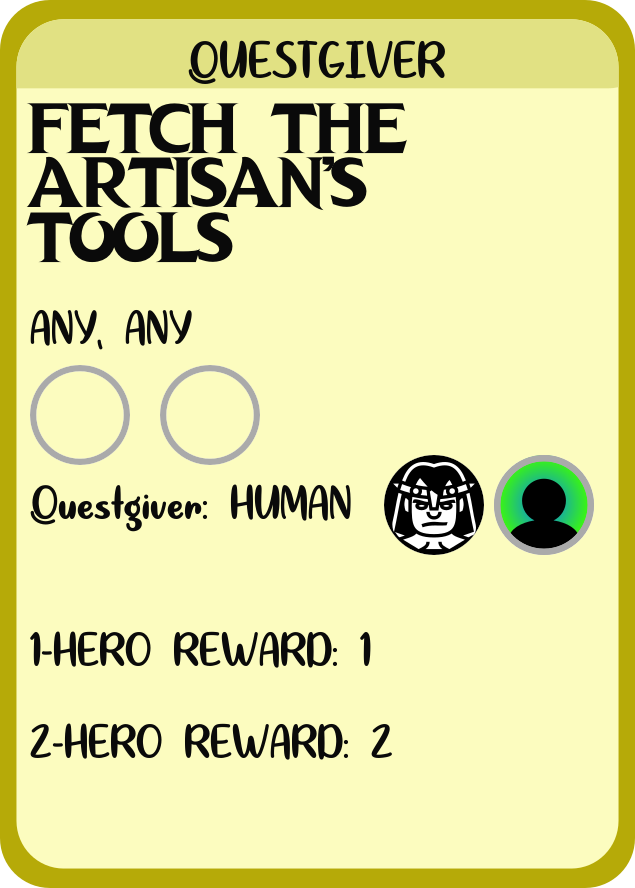 QUESTGIVER
FETCH THE
ARTISAN'S
TOOLS
ANY, ANY
Questgiver: HUMAN
1-HERO REWARD: 1
2-HERO REWARD: 2